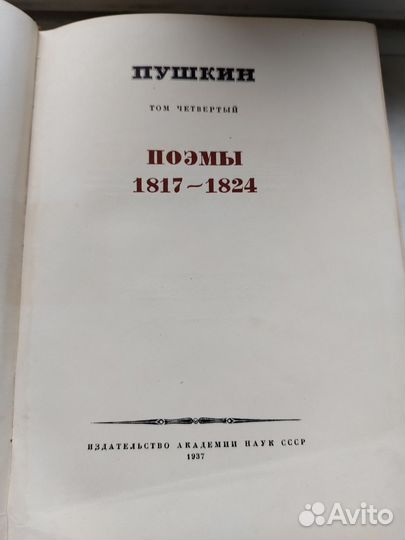 ПУШКИН
ТОМ ЧЕТВЕРТЫЙ
ПОЭМЫ
1817–1824
ИЗДАТЕЛЬСТВО АКАДЕМИИ НАУК СССР
1937
Avito